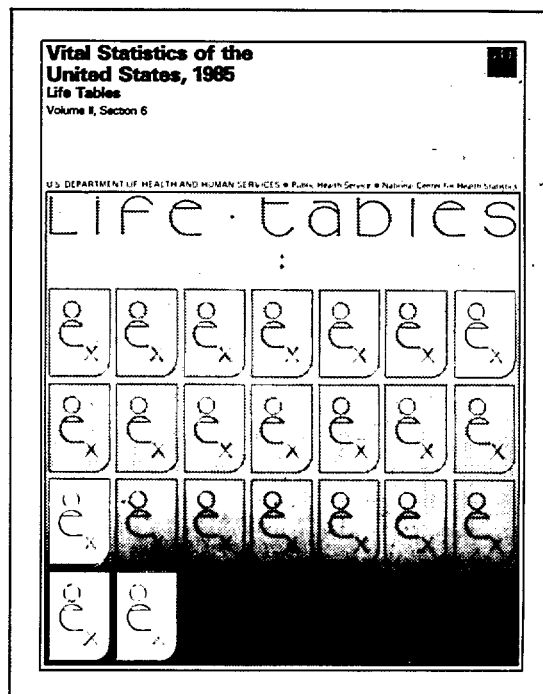 Vital Statistics of the
United States, 1985
Life Tables
Volume II, Section 6
U.S. DEPARTMENT OF HEALTH AND HUMAN SERVICES • Public Health Service • National Center for Health Statistics
Life tables
e x e x e x e x e x e x e x
e x e x e x e x e x e x e x
e x e x e x e x e x e x e x
e x e x